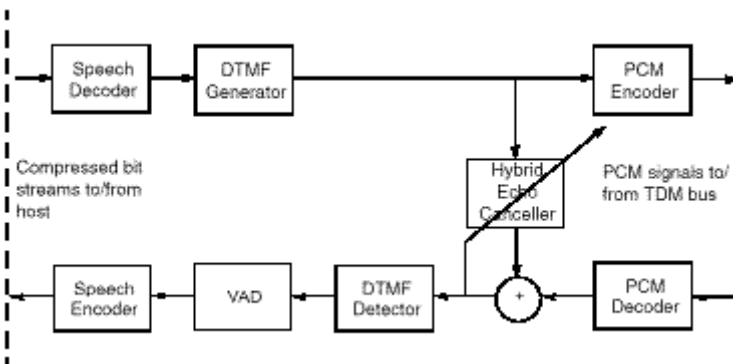 Speech
Decoder
DTMF
Generator
PCM
Encoder
Compressed bit
streams to/from
host
Hybrid
Echo
Canceller
PCM signals to/
from TDM bus
Speech
Encoder
VAD
DTMF
Detector
+
PCM
Decoder